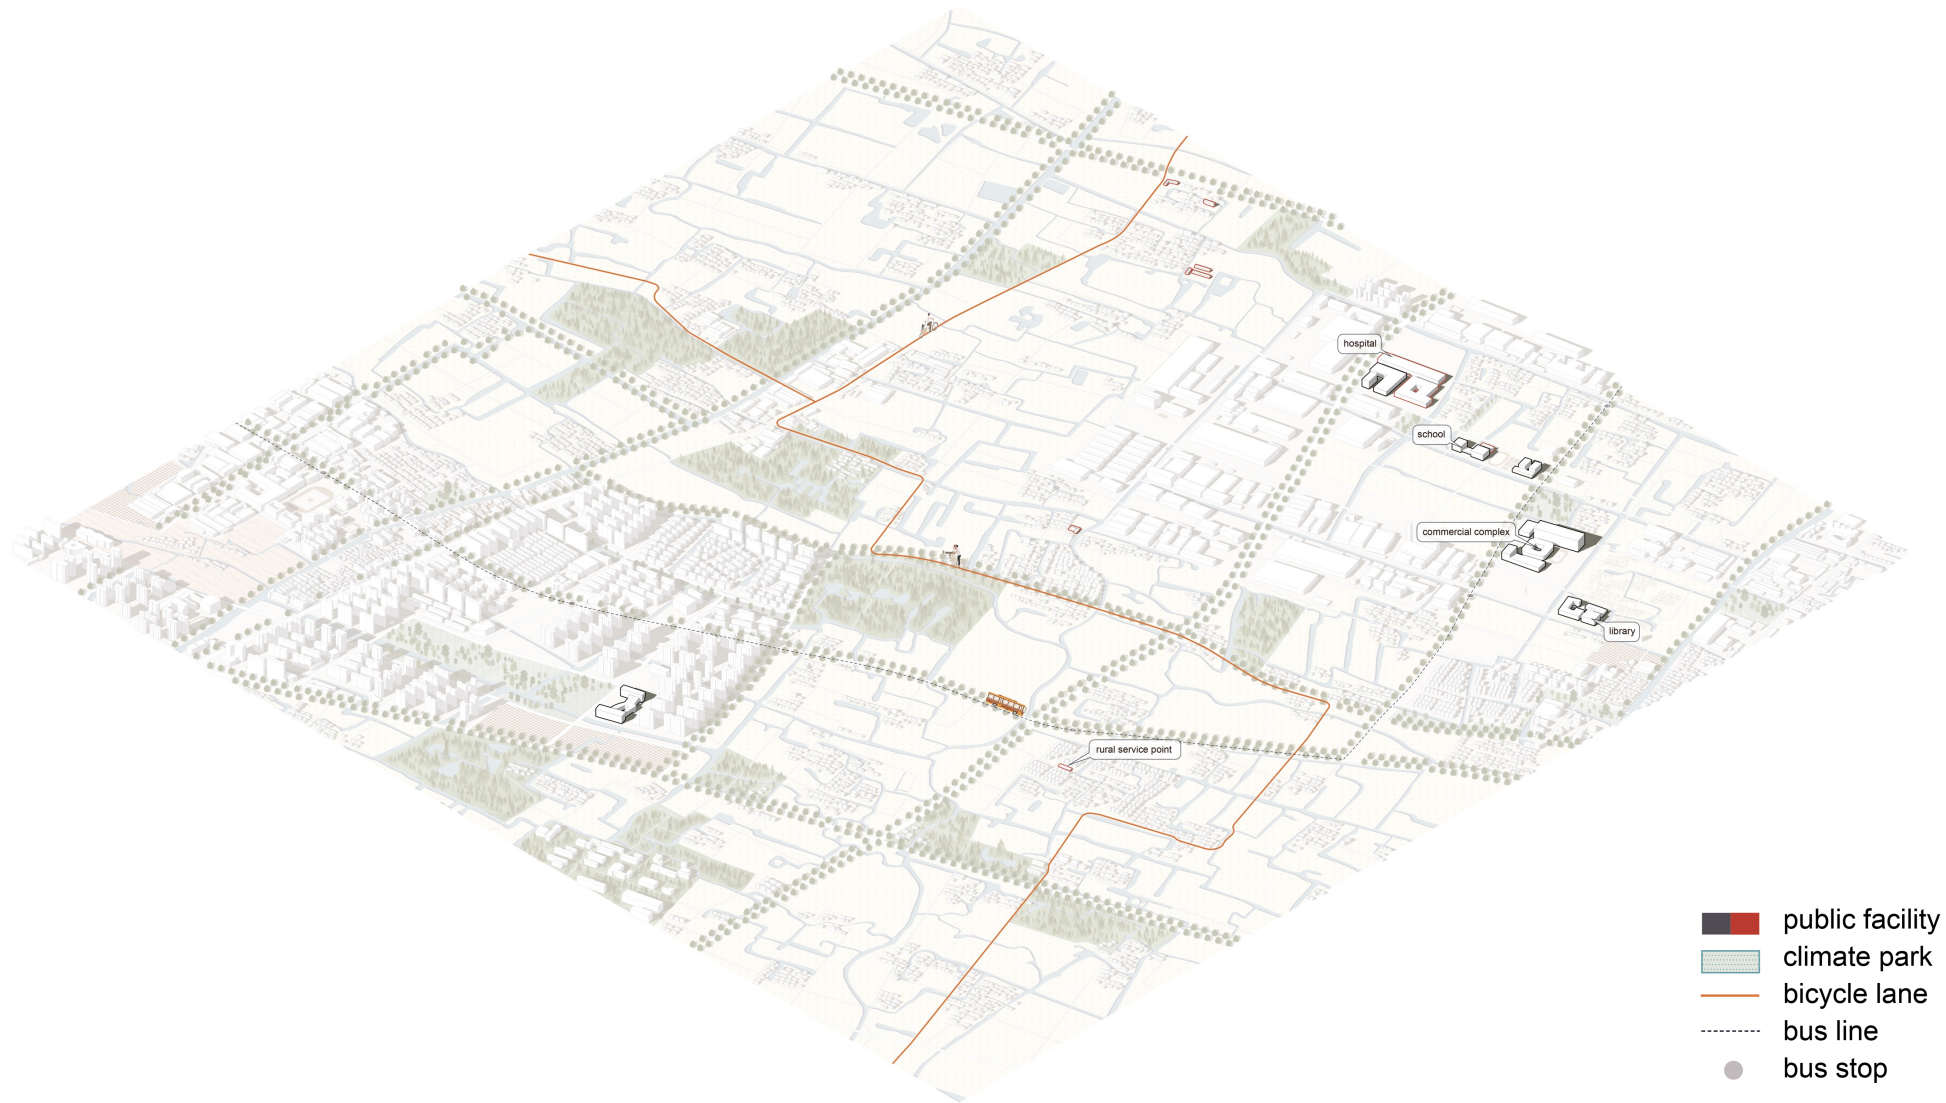 hospital
school
commercial complex
library
rural service point
public facility
climate park
bicycle lane
bus line
bus stop